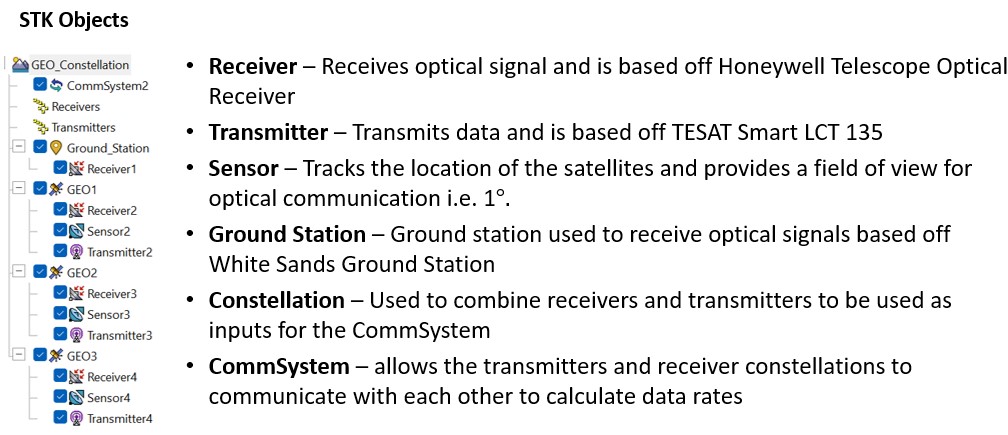 STK Objects
GEO_Constellation
CommSystem2
Receivers
Transmitters
Ground_Station
Receiver1
GEO1
Receiver2
Sensor2
Transmitter2
GEO2
Receiver3
Sensor3
Transmitter3
GEO3
Receiver4
Sensor4
Transmitter4
• Receiver – Receives optical signal and is based off Honeywell Telescope Optical
Receiver
• Transmitter – Transmits data and is based off TESAT Smart LCT 135
• Sensor – Tracks the location of the satellites and provides a field of view for
optical communication i.e. 1°.
• Ground Station – Ground station used to receive optical signals based off
White Sands Ground Station
• Constellation – Used to combine receivers and transmitters to be used as
inputs for the CommSystem
• CommSystem – allows the transmitters and receiver constellations to
communicate with each other to calculate data rates